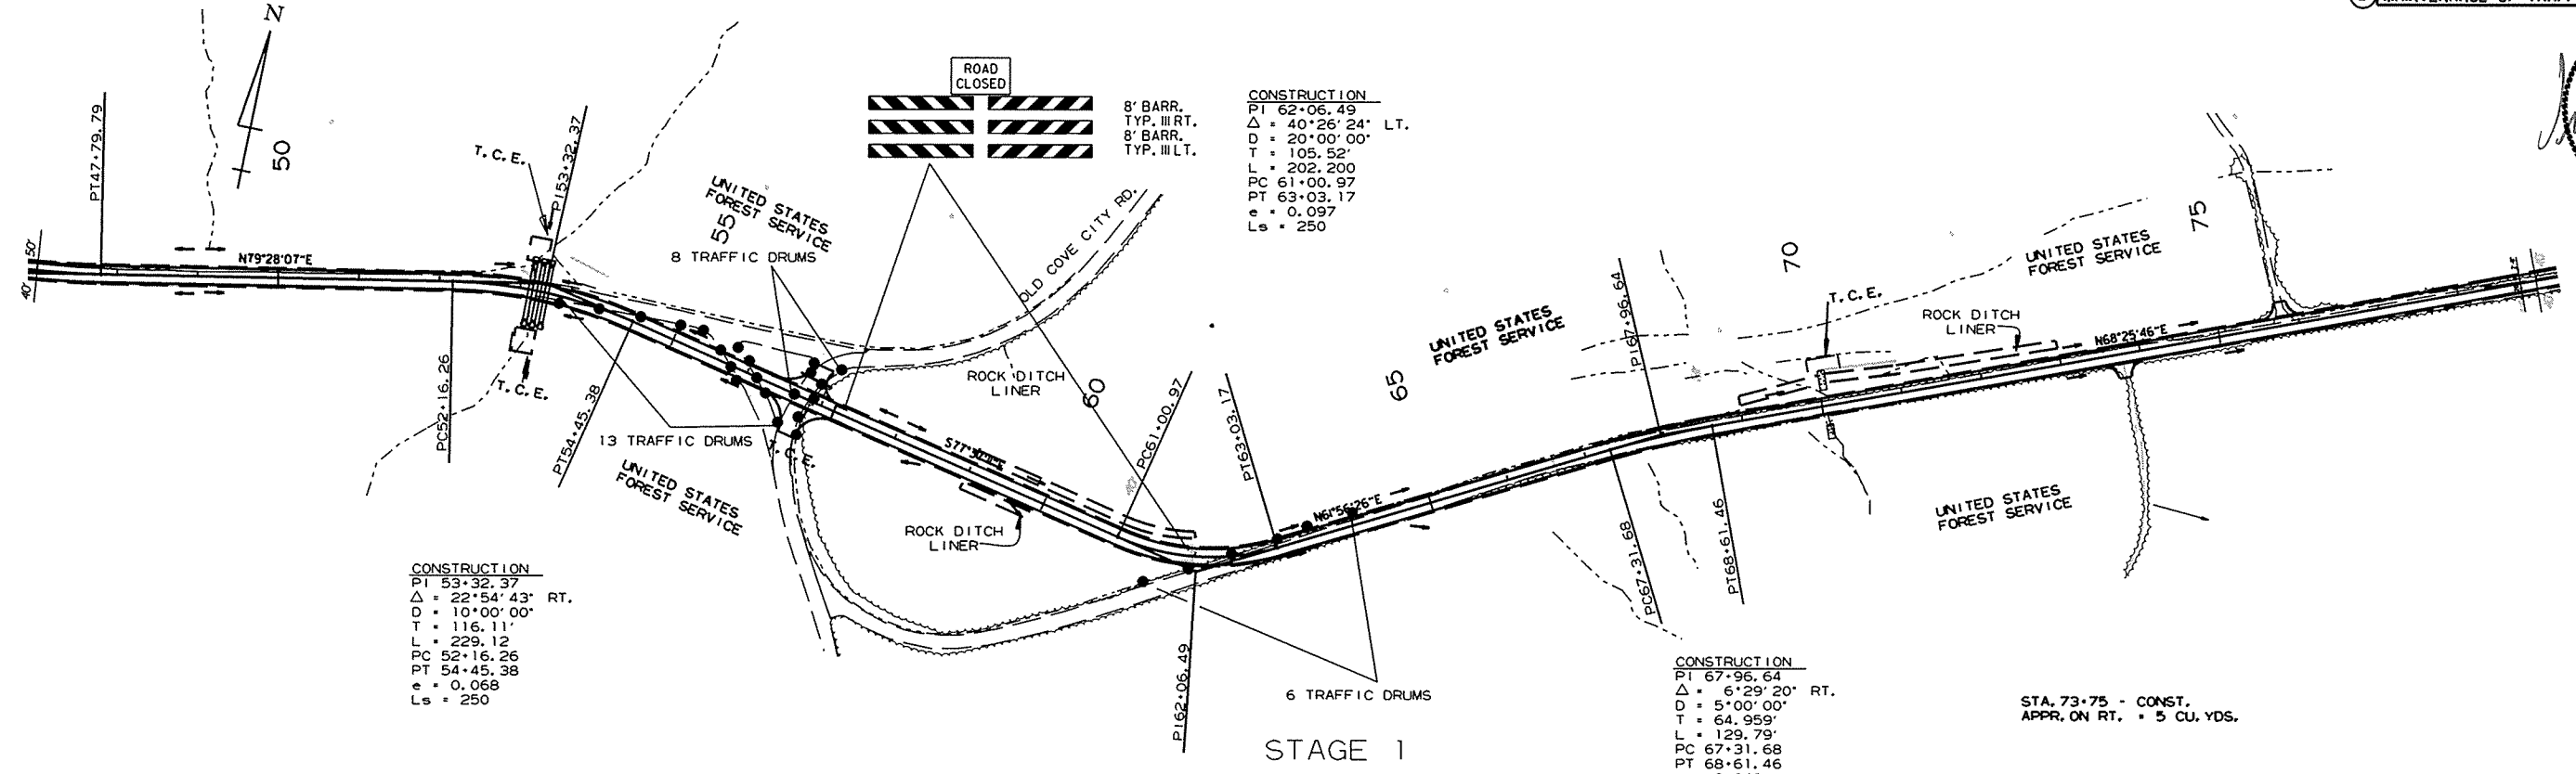 N
50
PT47+79.79
50'
40'
N79°28'07"E
T.C.E.
PI53+32.37
T.C.E.
PC52+16.26
PT54+45.38
UNITED STATES
FOREST SERVICE
55
8 TRAFFIC DRUMS
13 TRAFFIC DRUMS
T.C.E.
UNITED STATES
FOREST SERVICE
ROAD
CLOSED
8' BARR.
TYP. III RT.
8' BARR.
TYP. III LT.
CONSTRUCTION
PI 62+06.49
Δ = 40°26'24" LT.
D = 20°00'00"
T = 105.52'
L = 202.200
PC 61+00.97
PT 63+03.17
e = 0.097
Ls = 250
OLD COVE CITY RD.
ROCK DITCH
LINER
60
PC61+00.97
PT63+03.17
ROCK DITCH
LINER
N61°56'26"E
65
UNITED STATES
FOREST SERVICE
PI67+96.64
70
T.C.E.
ROCK DITCH
LINER
UNITED STATES
FOREST SERVICE
75
N68°25'46"E
UNITED STATES
FOREST SERVICE
PC67+31.68
PT68+61.46
PI62+06.49
6 TRAFFIC DRUMS
CONSTRUCTION
PI 53+32.37
Δ = 22°54'43" RT.
D = 10°00'00"
T = 116.11'
L = 229.12
PC 52+16.26
PT 54+45.38
e = 0.068
Ls = 250
STAGE 1
CONSTRUCTION
PI 67+96.64
Δ = 6°29'20" RT.
D = 5°00'00"
T = 64.959'
L = 129.79'
PC 67+31.68
PT 68+61.46
STA. 73+75 - CONST.
APPR. ON RT. = 5 CU. YDS.